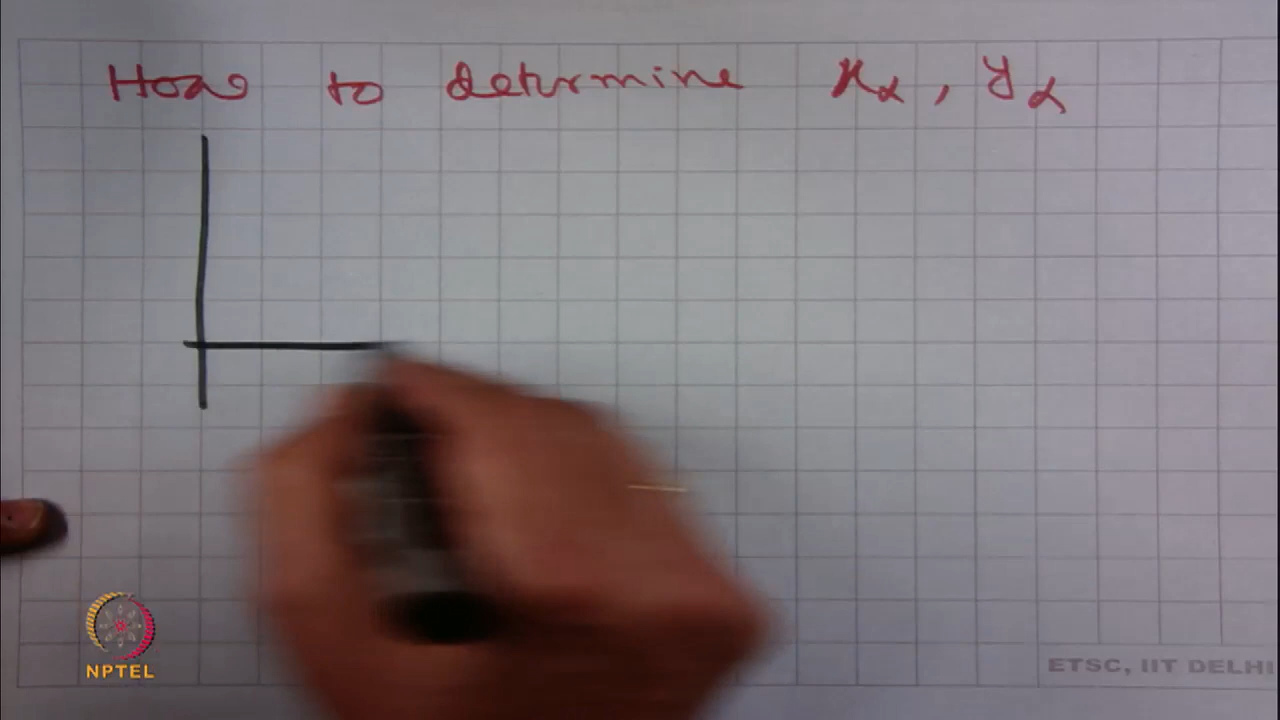 How to determine xα, yα
NPTEL
ETSC, IIT DELHI